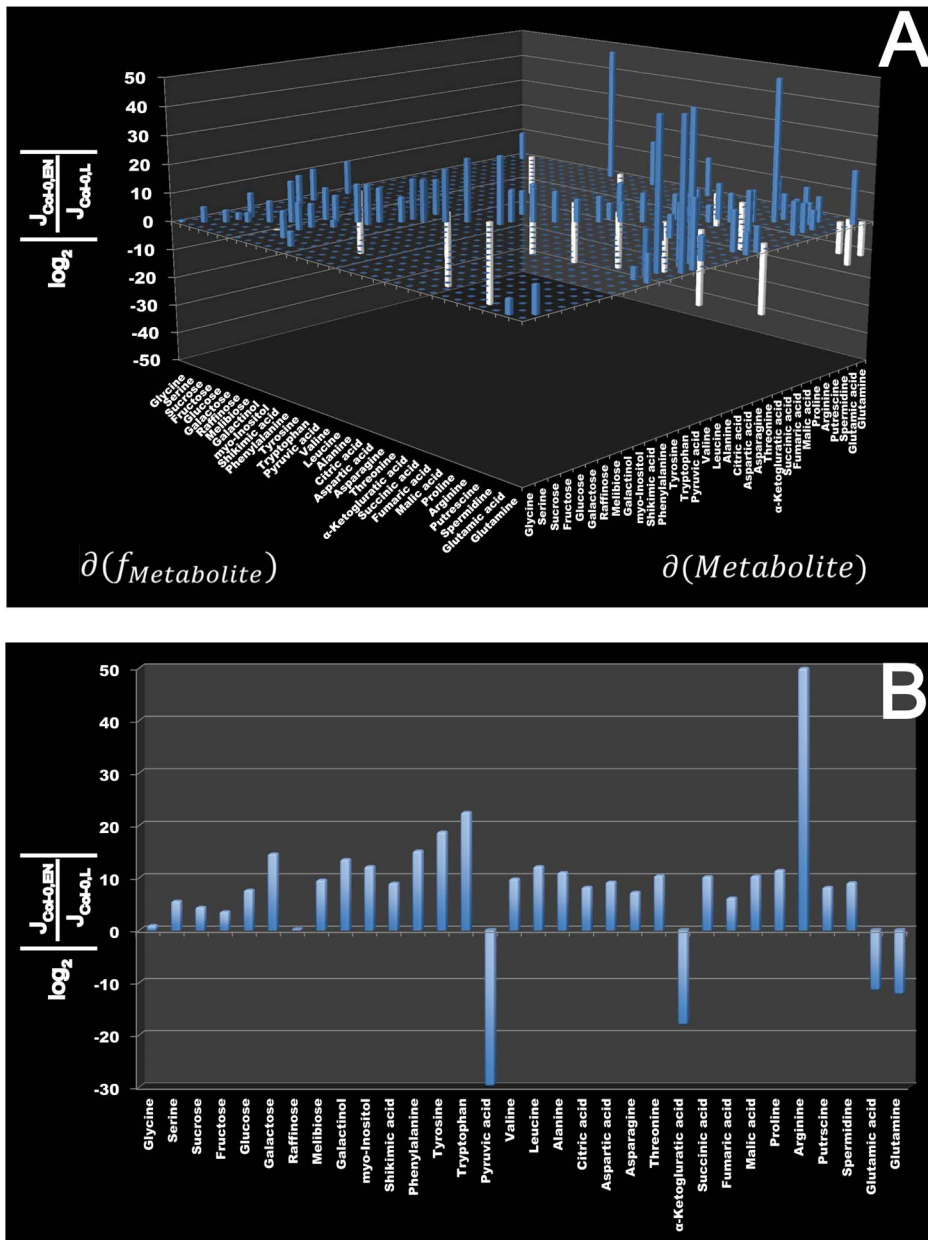 A
50
40
30
20
10
0
-10
-20
-30
-40
-50
log2 | JCol-0,EN / JCol-0,L |
Glycine
Serine
Sucrose
Fructose
Glucose
Galactose
Raffinose
Melibiose
Galactinol
myo-Inositol
Shikimic acid
Phenylalanine
Tyrosine
Tryptophan
Pyruvic acid
Valine
Leucine
Alanine
Citric acid
Aspartic acid
Asparagine
Threonine
α-Ketogluratic acid
Succinic acid
Fumaric acid
Malic acid
Proline
Arginine
Putrescine
Spermidine
Glutamic acid
Glutamine
Glycine
Serine
Sucrose
Fructose
Glucose
Galactose
Raffinose
Melibiose
Galactinol
myo-Inositol
Shikimic acid
Phenylalanine
Tyrosine
Tryptophan
Pyruvic acid
Valine
Leucine
Alanine
Citric acid
Aspartic acid
Asparagine
Threonine
α-Ketogluratic acid
Succinic acid
Fumaric acid
Malic acid
Proline
Arginine
Putrescine
Spermidine
Glutamic acid
Glutamine
∂(fMetabolite)
∂(Metabolite)
B
50
40
30
20
10
0
-10
-20
-30
log2 | JCol-0,EN / JCol-0,L |
Glycine
Serine
Sucrose
Fructose
Glucose
Galactose
Raffinose
Melibiose
Galactinol
myo-Inositol
Shikimic acid
Phenylalanine
Tyrosine
Tryptophan
Pyruvic acid
Valine
Leucine
Alanine
Citric acid
Aspartic acid
Asparagine
Threonine
α-Ketogluratic acid
Succinic acid
Fumaric acid
Malic acid
Proline
Arginine
Putrscine
Spermidine
Glutamic acid
Glutamine